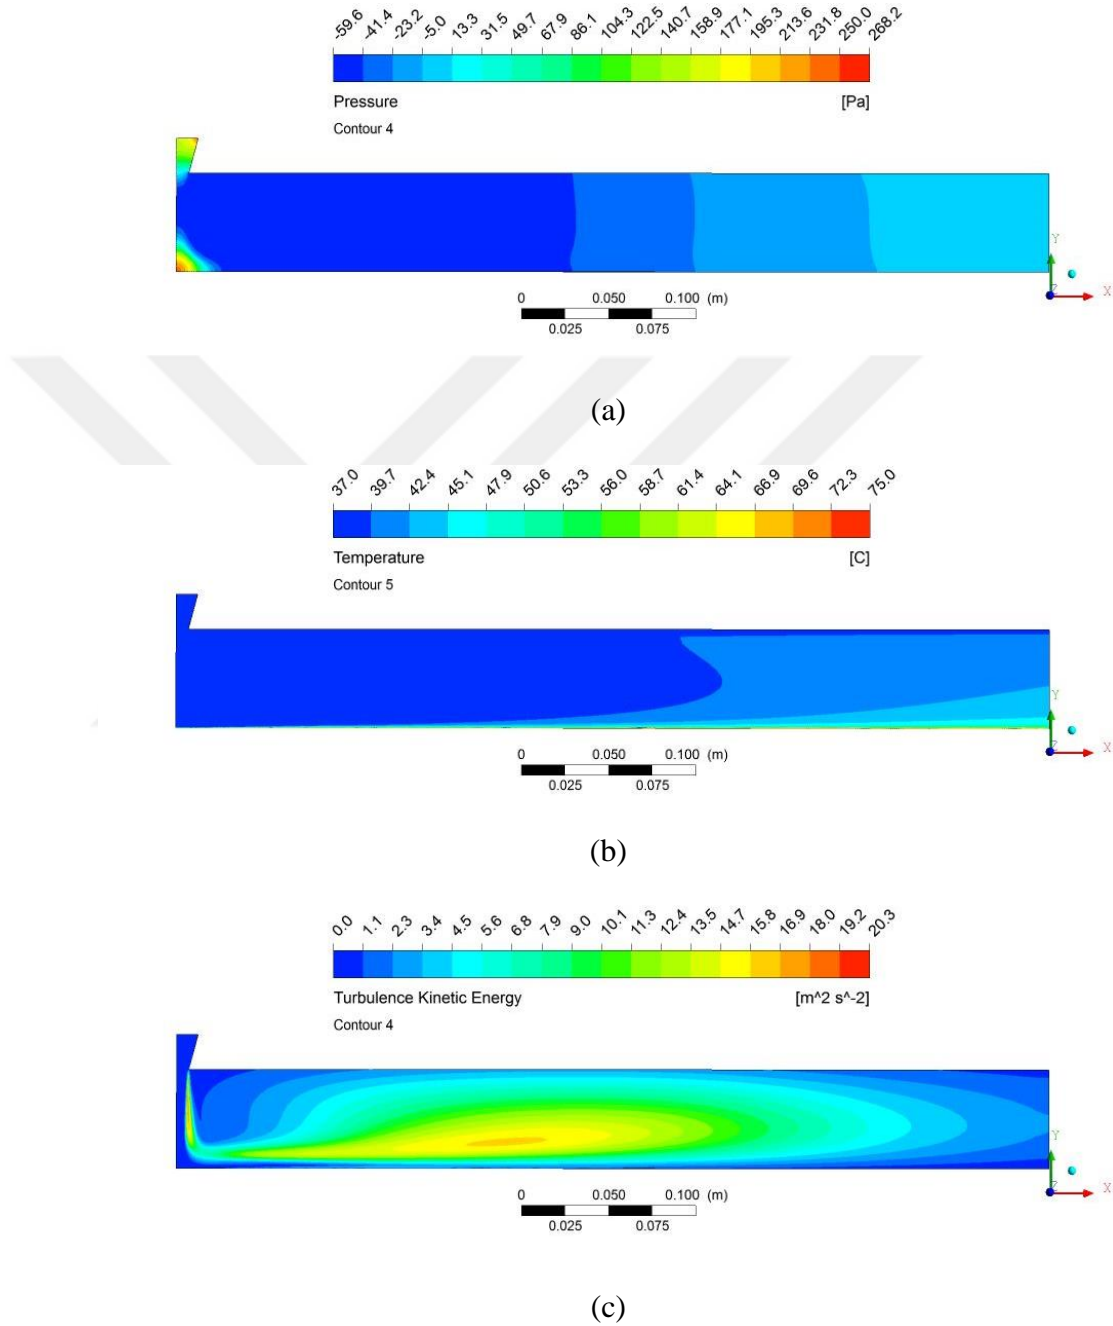 -59.6 -41.4 -23.2 -5.0 13.3 31.5 49.7 67.9 86.1 104.3 122.5 140.7 158.9 177.1 195.3 213.6 231.8 250.0 268.2
Pressure [Pa]
Contour 4
Y
Z X
0 0.050 0.100 (m)
0.025 0.075
(a)
37.0 39.7 42.4 45.1 47.9 50.6 53.3 56.0 58.7 61.4 64.1 66.9 69.6 72.3 75.0
Temperature [C]
Contour 5
Y
Z X
0 0.050 0.100 (m)
0.025 0.075
(b)
0.0 1.1 2.3 3.4 4.5 5.6 6.8 7.9 9.0 10.1 11.3 12.4 13.5 14.7 15.8 16.9 18.0 19.2 20.3
Turbulence Kinetic Energy [m^2 s^-2]
Contour 4
Y
Z X
0 0.050 0.100 (m)
0.025 0.075
(c)